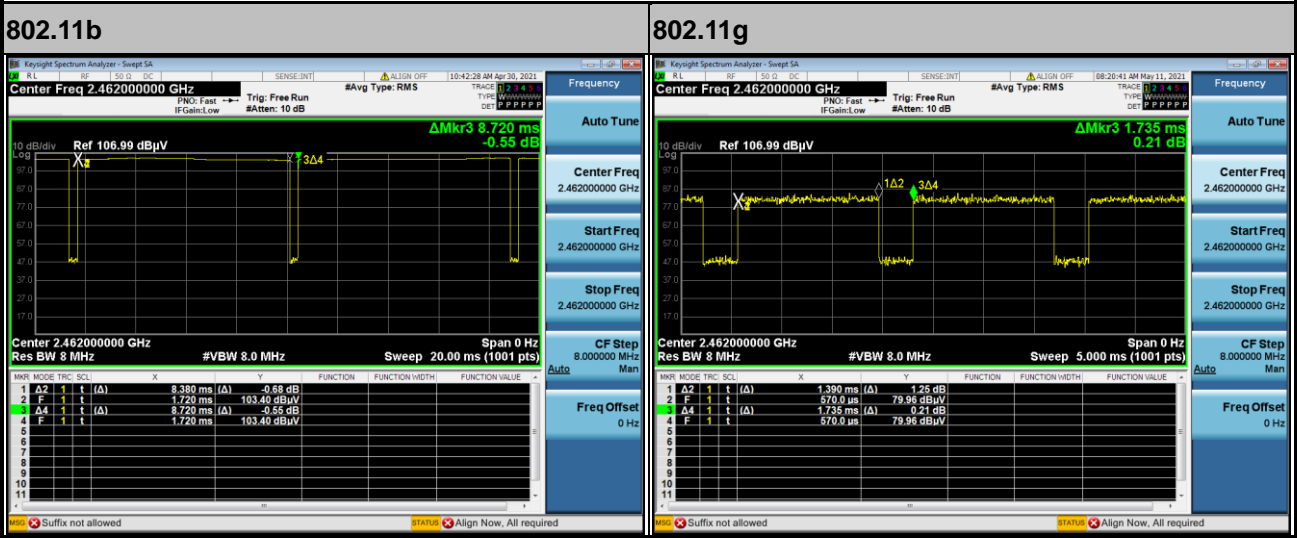 802.11b
Keysight Spectrum Analyzer - Swept SA
RL RF 50 Ω DC SENSE:INT ALIGN OFF 10:42:28 AM Apr 30, 2021
Center Freq 2.462000000 GHz
PNO: Fast
IFGain:Low
Trig: Free Run
#Atten: 10 dB
#Avg Type: RMS
TRACE 1 2 3 4 5 6
TYPE W
DET P P P P P P
ΔMkr3 8.720 ms
-0.55 dB
10 dB/div Ref 106.99 dBµV
Log
97.0
87.0
77.0
67.0
57.0
47.0
37.0
27.0
17.0
3Δ4
Center 2.462000000 GHz Span 0 Hz
Res BW 8 MHz #VBW 8.0 MHz Sweep 20.00 ms (1001 pts)
MKR MODE TRC SCL X Y FUNCTION FUNCTION WIDTH FUNCTION VALUE
1 Δ2 1 t (Δ) 8.380 ms (Δ) -0.68 dB
2 F 1 t 1.720 ms 103.40 dBµV
3 Δ4 1 t (Δ) 8.720 ms (Δ) -0.55 dB
4 F 1 t 1.720 ms 103.40 dBµV
5
6
7
8
9
10
11
MSG Suffix not allowed STATUS Align Now, All required
Frequency
Auto Tune
Center Freq
2.462000000 GHz
Start Freq
2.462000000 GHz
Stop Freq
2.462000000 GHz
CF Step
8.000000 MHz
Auto Man
Freq Offset
0 Hz
802.11g
Keysight Spectrum Analyzer - Swept SA
RL RF 50 Ω DC SENSE:INT ALIGN OFF 08:20:41 AM May 11, 2021
Center Freq 2.462000000 GHz
PNO: Fast
IFGain:Low
Trig: Free Run
#Atten: 10 dB
#Avg Type: RMS
TRACE 1 2 3 4 5 6
TYPE W
DET P P P P P P
ΔMkr3 1.735 ms
0.21 dB
10 dB/div Ref 106.99 dBµV
Log
97.0
87.0
77.0
67.0
57.0
47.0
37.0
27.0
17.0
1Δ2
3Δ4
Center 2.462000000 GHz Span 0 Hz
Res BW 8 MHz #VBW 8.0 MHz Sweep 5.000 ms (1001 pts)
MKR MODE TRC SCL X Y FUNCTION FUNCTION WIDTH FUNCTION VALUE
1 Δ2 1 t (Δ) 1.390 ms (Δ) 1.25 dB
2 F 1 t 570.0 µs 79.96 dBµV
3 Δ4 1 t (Δ) 1.735 ms (Δ) 0.21 dB
4 F 1 t 570.0 µs 79.96 dBµV
5
6
7
8
9
10
11
MSG Suffix not allowed STATUS Align Now, All required
Frequency
Auto Tune
Center Freq
2.462000000 GHz
Start Freq
2.462000000 GHz
Stop Freq
2.462000000 GHz
CF Step
8.000000 MHz
Auto Man
Freq Offset
0 Hz